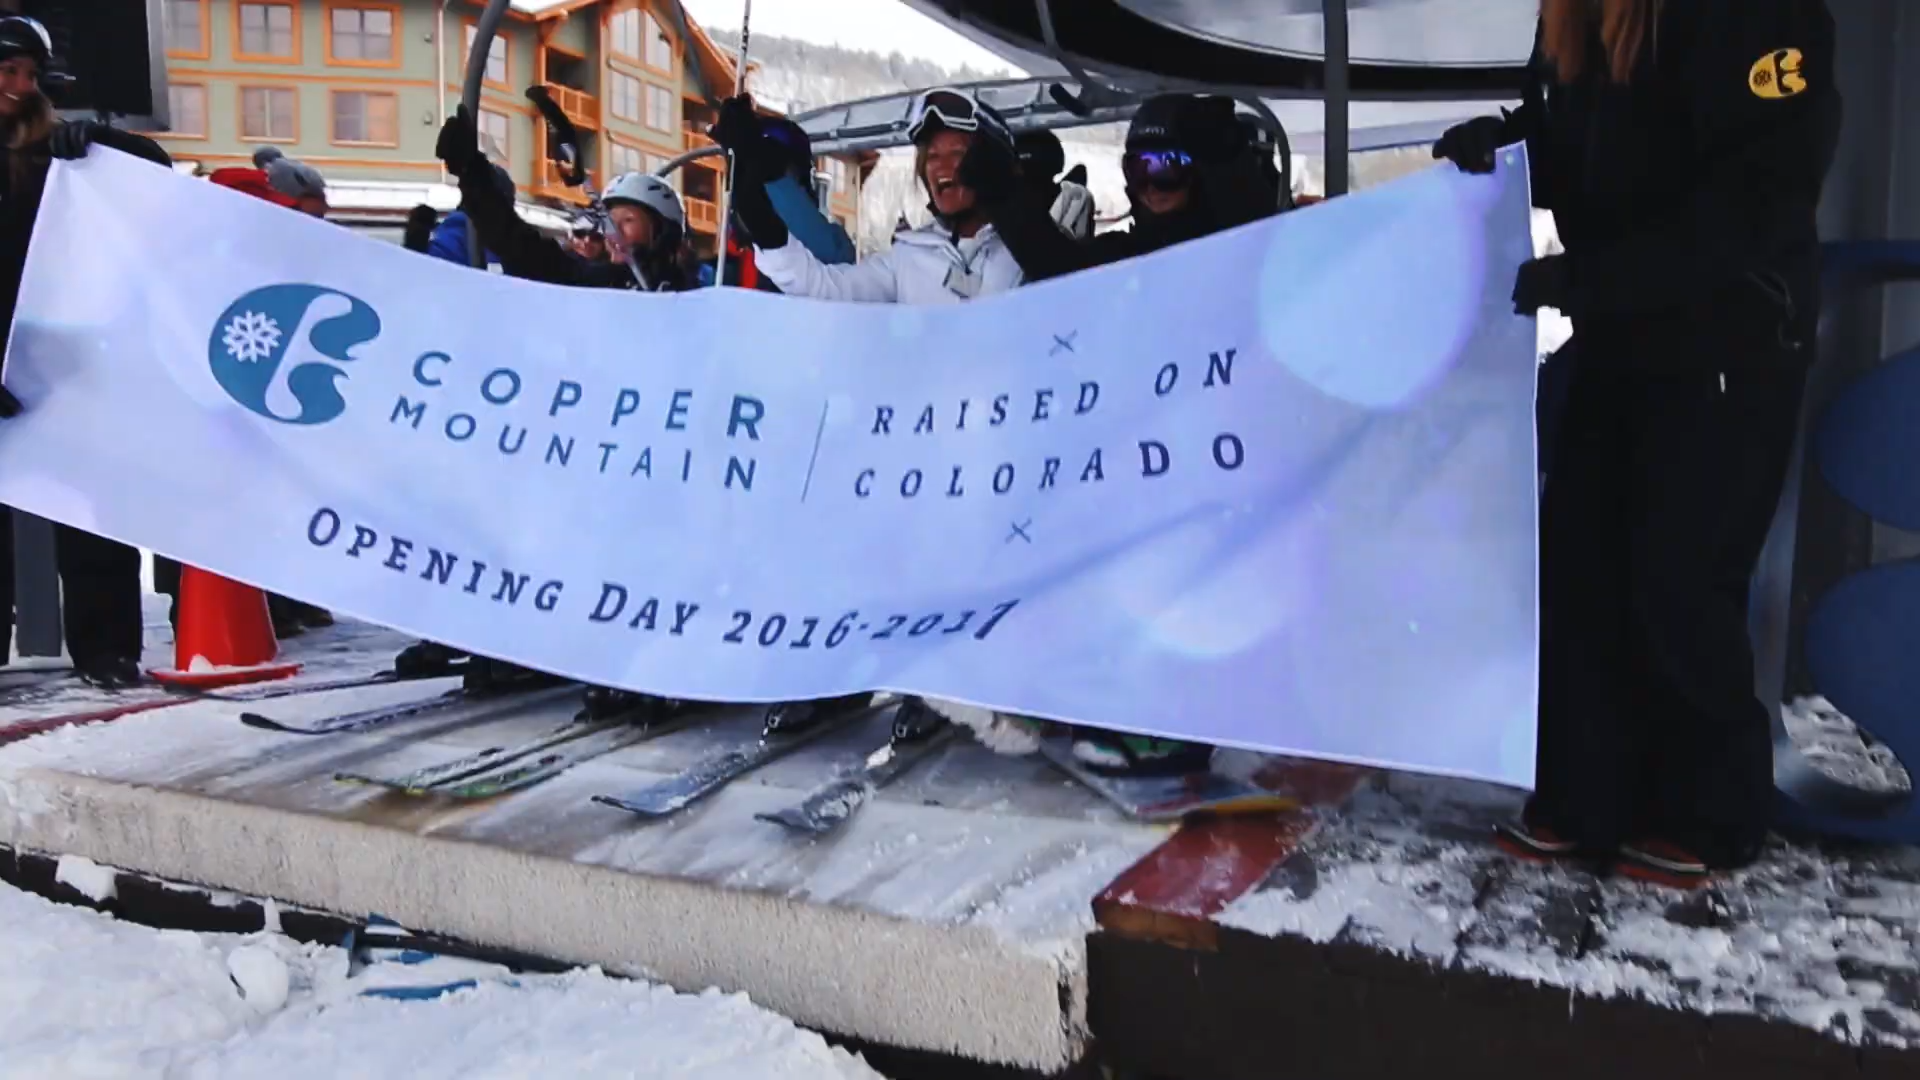 COPPER
MOUNTAIN
RAISED ON
COLORADO
OPENING DAY 2016-2017